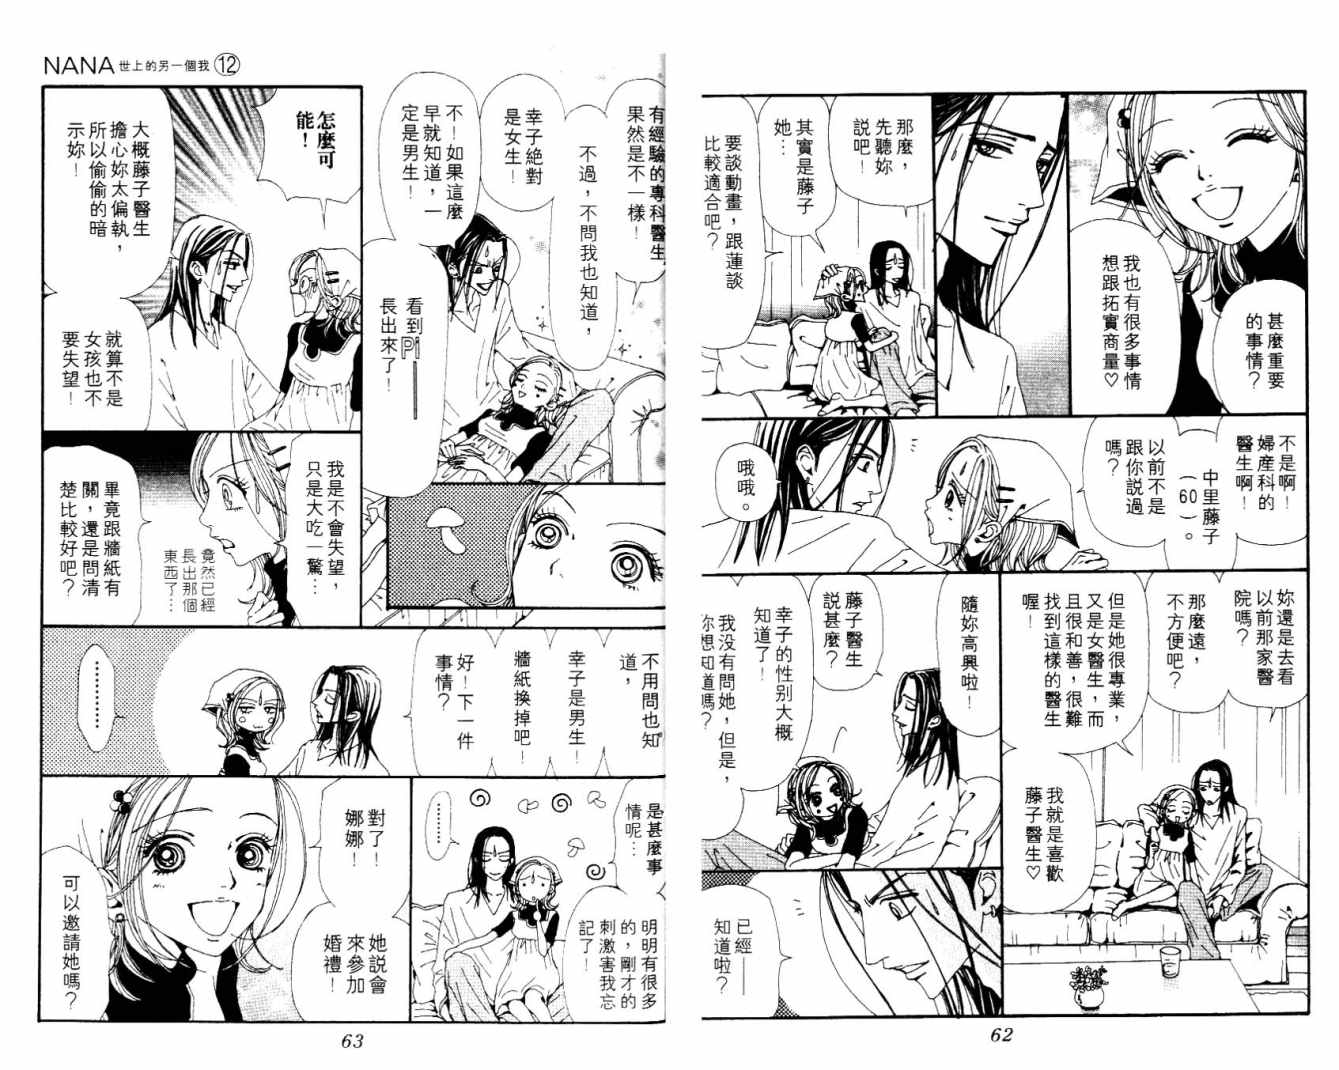 NANA世上的另一個我⑫
我也有很多事情
想跟拓實商量♡
甚麼重要
的事情？
那麼，
先聽妳
説吧！
其實是藤子
她…
要談動畫，跟蓮談
比較適合吧？
不是啊！
婦產科的
醫生啊！
中里藤子
（60）。
以前不是
跟你説過
嗎？
哦
哦。
妳還是去看
以前那家醫
院嗎？
那麼遠，
不方便吧？
但是她很專業，
又是女醫生，而
且很和善，很難
找到這樣的醫生
喔！
我就是喜歡
藤子醫生♡
隨妳高興啦！
藤子醫生
説甚麼？
幸子的性別大概
知道了！
我没有問她，但是，
你想知道嗎？
已經——
知道啦？
62
有經驗的專科醫生
果然是不一樣！
不過，不問我也知道，
幸子絶對
是女生！
不！如果這麼
早就知道，一
定是男生！
看到Pi——
長出來了！
怎麼可
能！
大概藤子醫生
擔心妳太偏執，
所以偷偷的暗
示妳！
就算不是
女孩也不
要失望！
我是不會失望，
只是大吃一驚…
竟然已經
長出那個
東西了…
畢竟跟牆紙有
關，還是問清
楚比較好吧？
不用問也知
道，
幸子是男生！
牆紙換掉吧！
好！下一件
事情？
…………
是甚麼事
情呢…
明明有很多
的，剛才的
刺激害我忘
記了！
………
對了！
娜娜！
她説會
來參加
婚禮！
可以邀請她嗎？
63